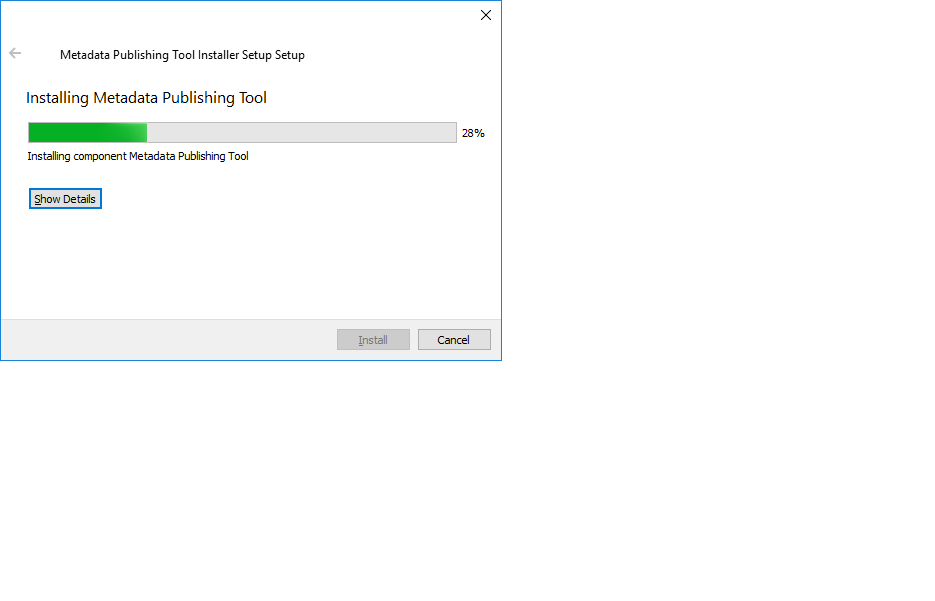 Metadata Publishing Tool Installer Setup Setup
Installing Metadata Publishing Tool
28%
Installing component Metadata Publishing Tool
Show Details
Install
Cancel